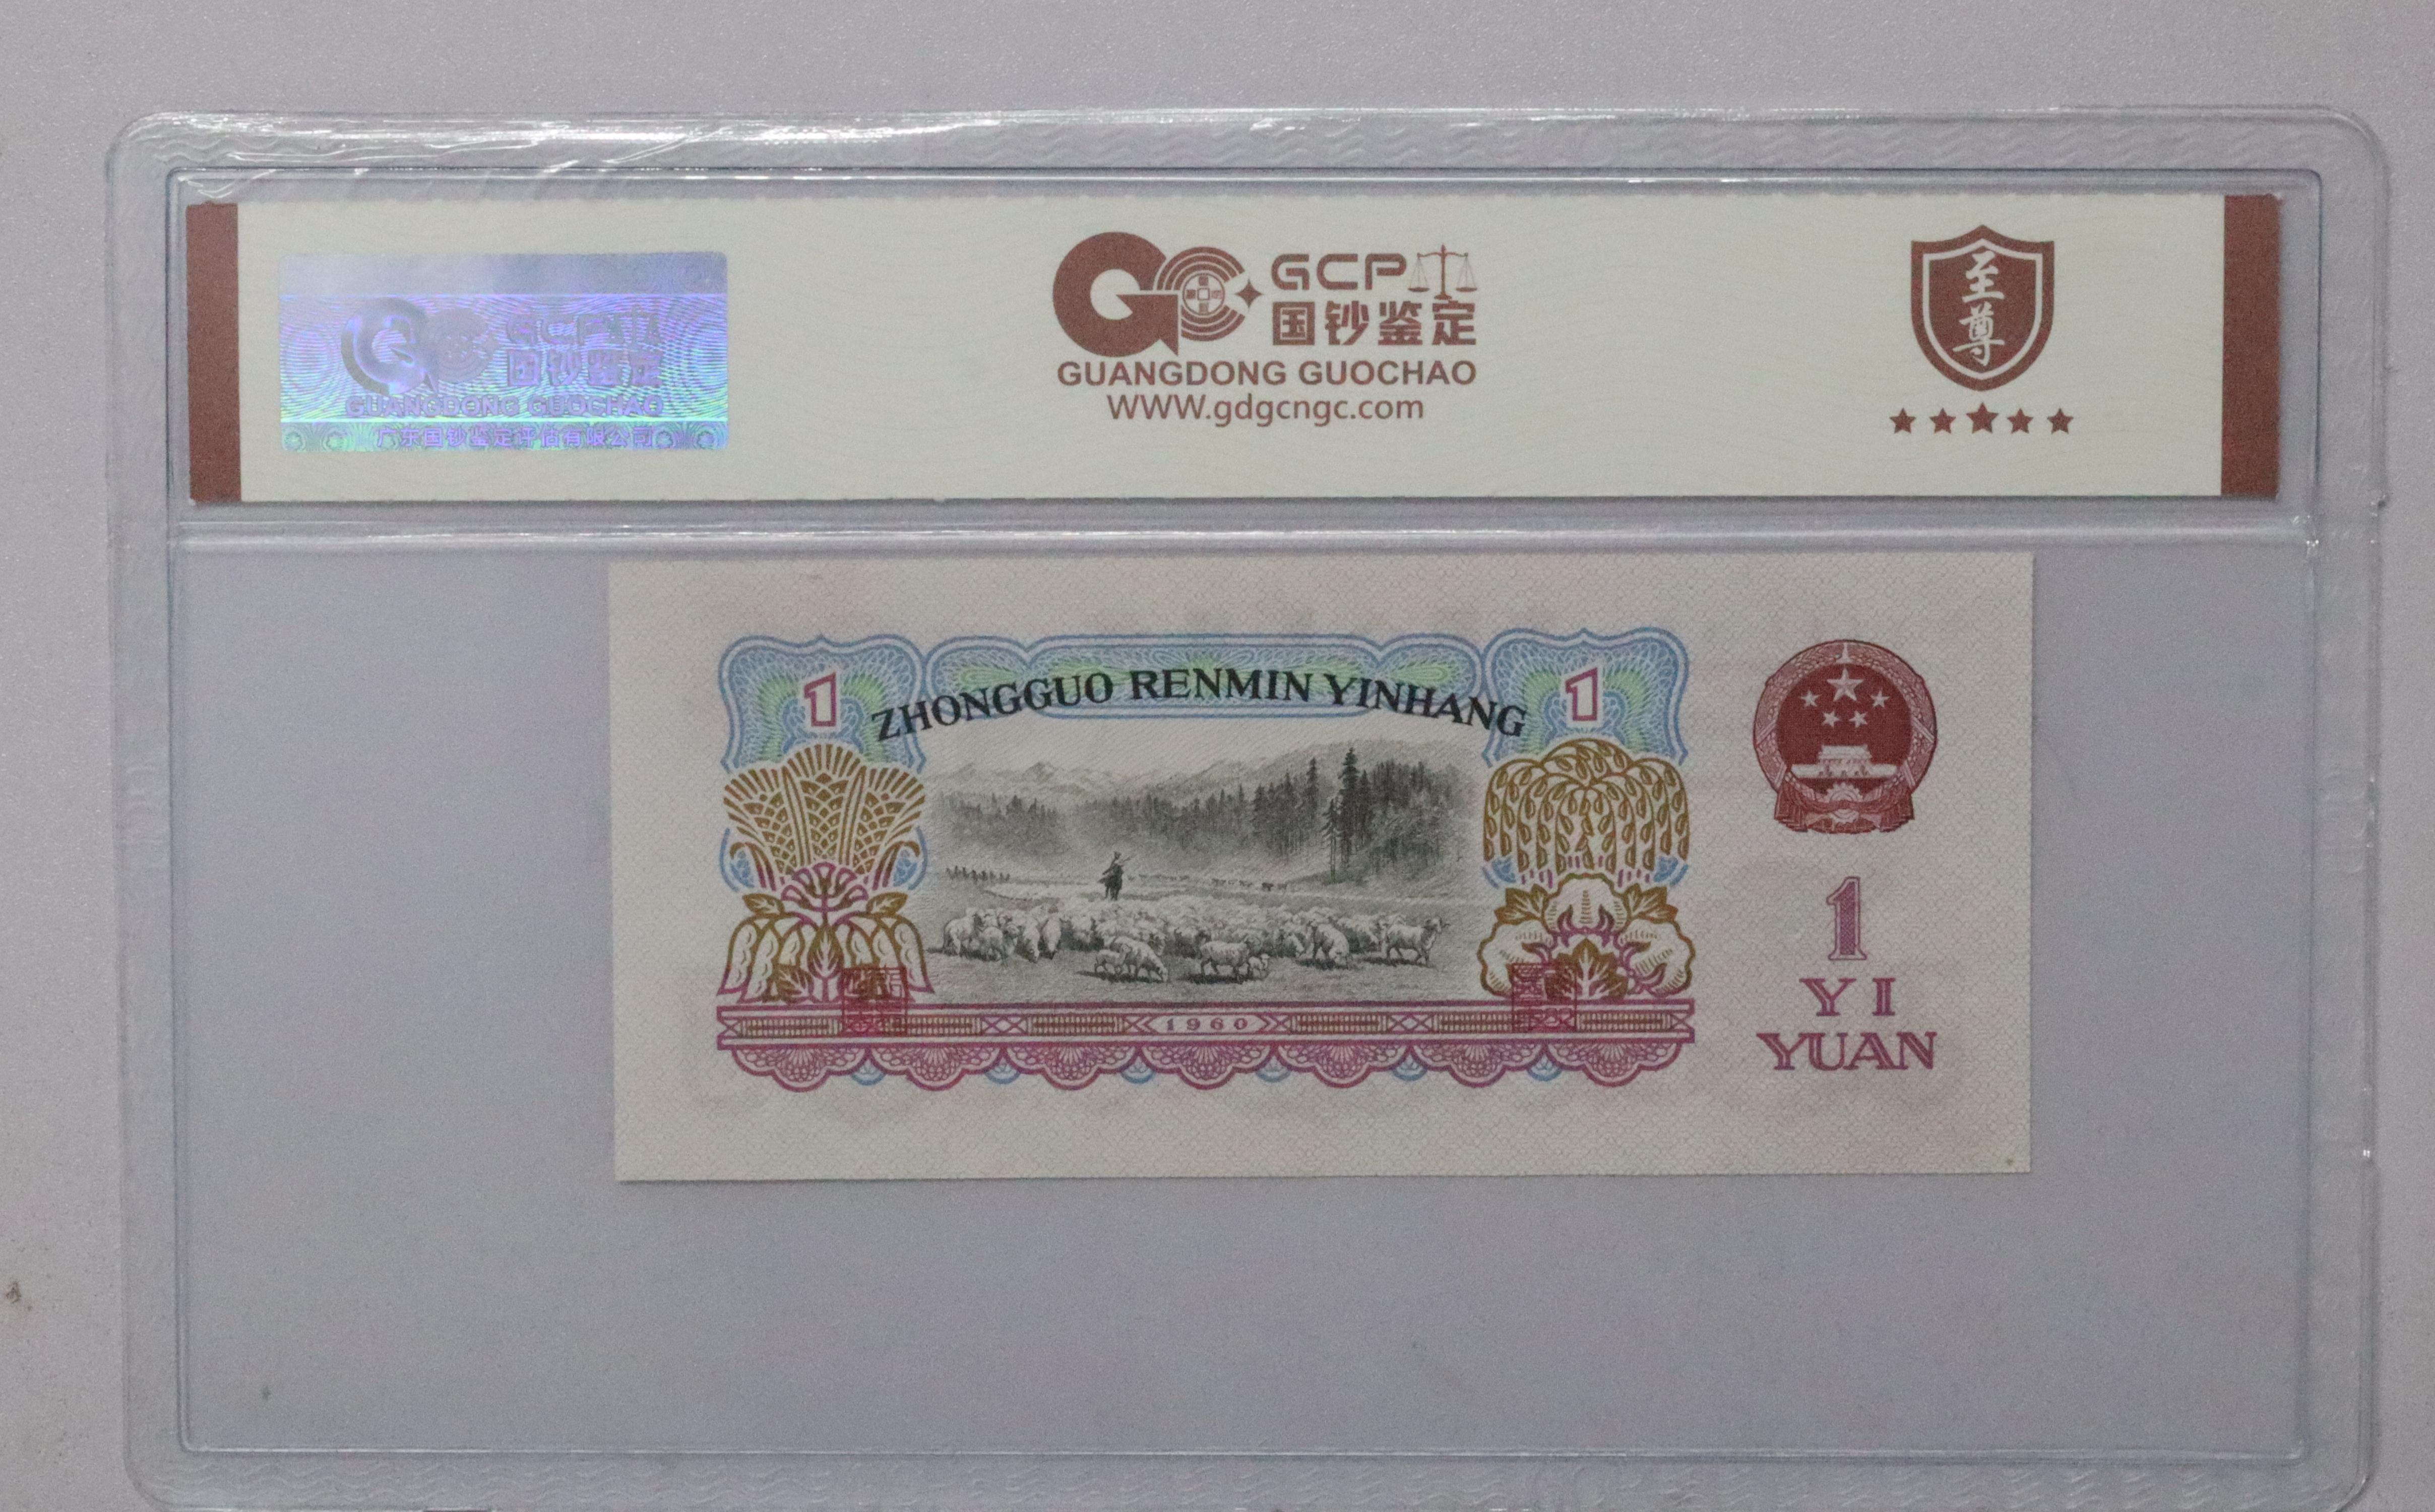 GCP
国钞鉴定
GUANGDONG GUOCHAO
广东国钞鉴定评估有限公司
GCP
国钞鉴定
GUANGDONG GUOCHAO
WWW.gdgcngc.com
至尊
1
ZHONGGUO RENMIN YINHANG
1
1960
1
YI
YUAN